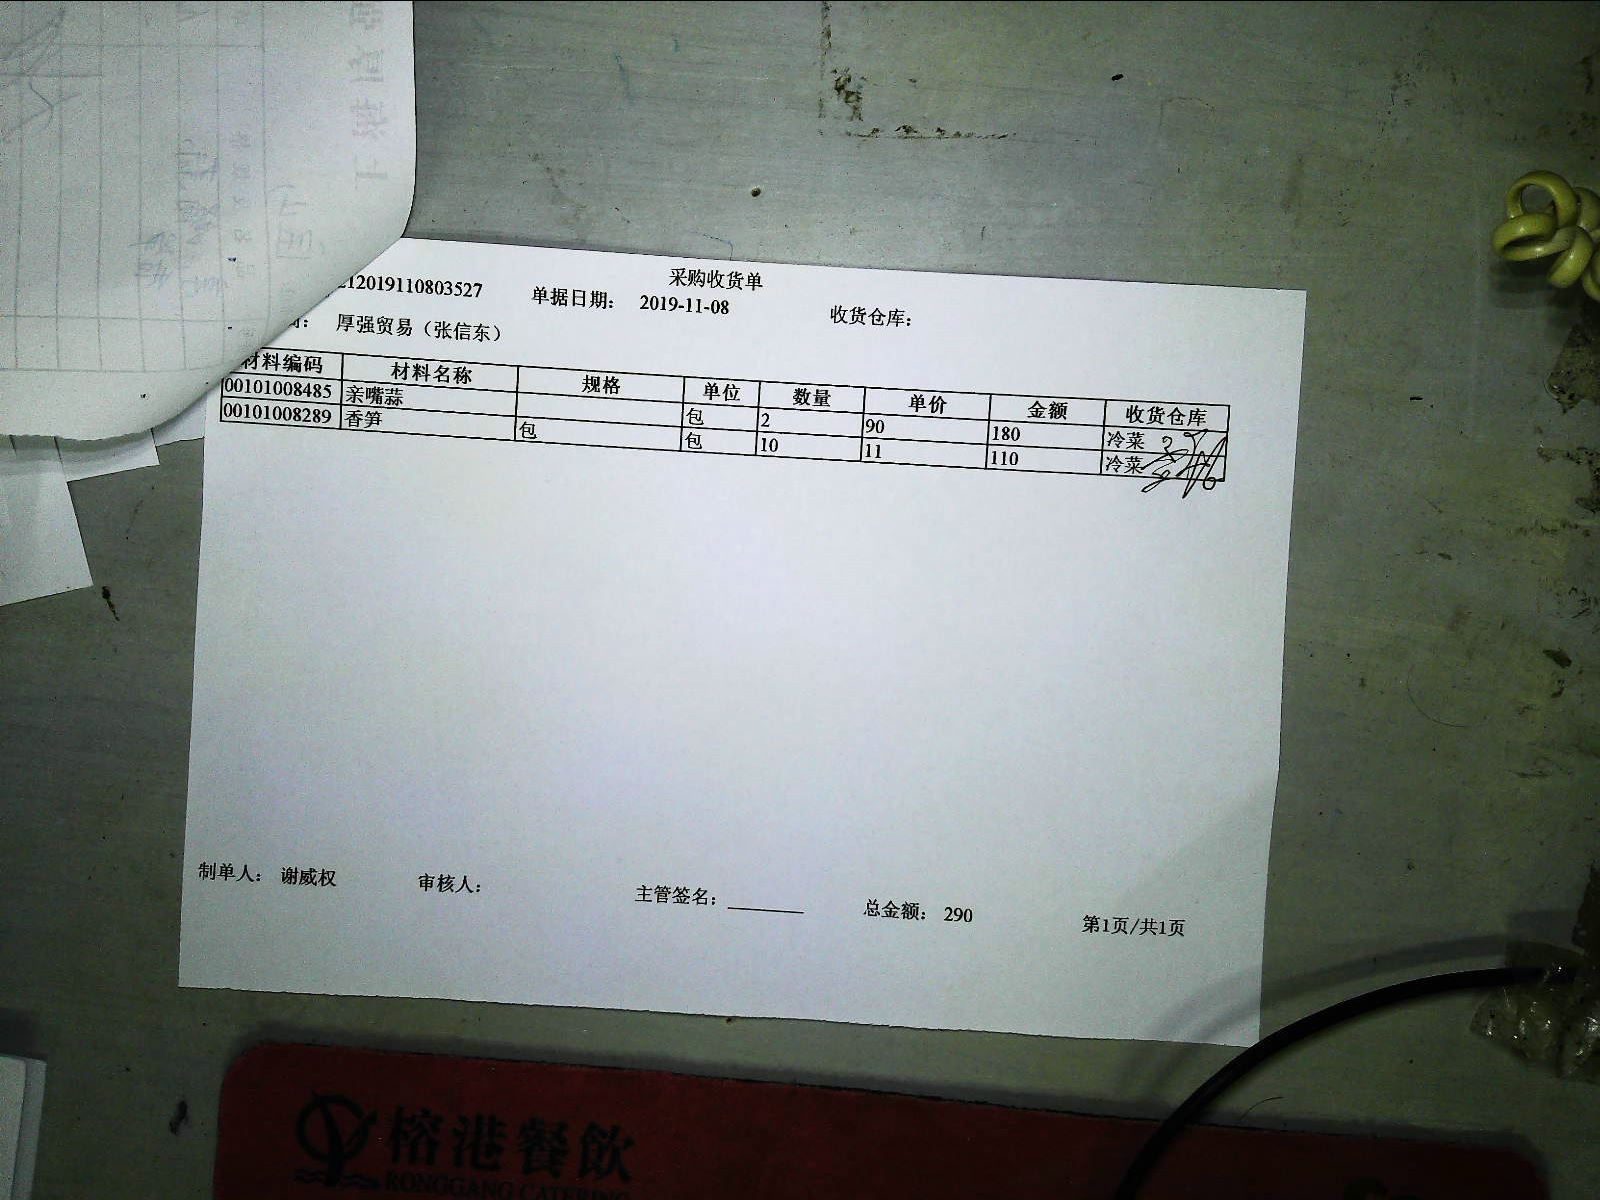 采购收货单
212019110803527 单据日期： 2019-11-08 收货仓库：
厚强贸易（张信东）
材料编码 材料名称 规格 单位 数量 单价 金额 收货仓库
00101008485 亲嘴蒜 包 2 90 180 冷菜
00101008289 香笋 包 包 10 11 110 冷菜
制单人： 谢威权 审核人： 主管签名： 总金额： 290 第1页/共1页
榕港餐飲
RONGGANG CATERING